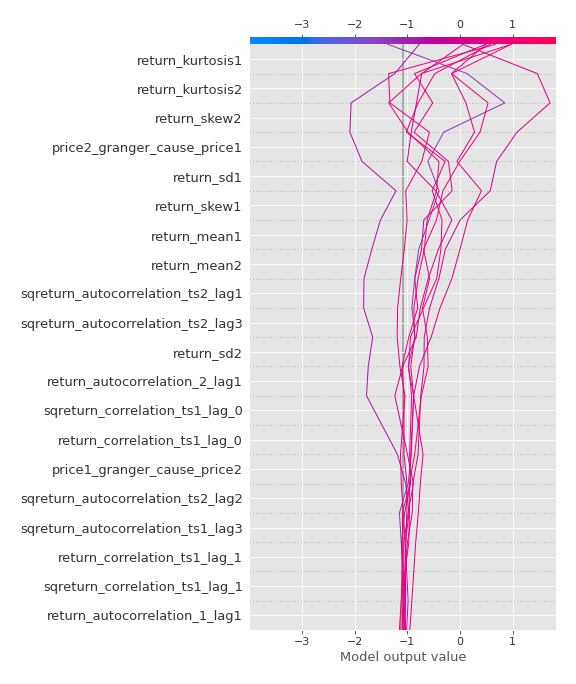 −3 −2 −1 0 1
return_kurtosis1
return_kurtosis2
return_skew2
price2_granger_cause_price1
return_sd1
return_skew1
return_mean1
return_mean2
sqreturn_autocorrelation_ts2_lag1
sqreturn_autocorrelation_ts2_lag3
return_sd2
return_autocorrelation_2_lag1
sqreturn_correlation_ts1_lag_0
return_correlation_ts1_lag_0
price1_granger_cause_price2
sqreturn_autocorrelation_ts2_lag2
sqreturn_autocorrelation_ts1_lag3
return_correlation_ts1_lag_1
sqreturn_correlation_ts1_lag_1
return_autocorrelation_1_lag1
−3 −2 −1 0 1
Model output value